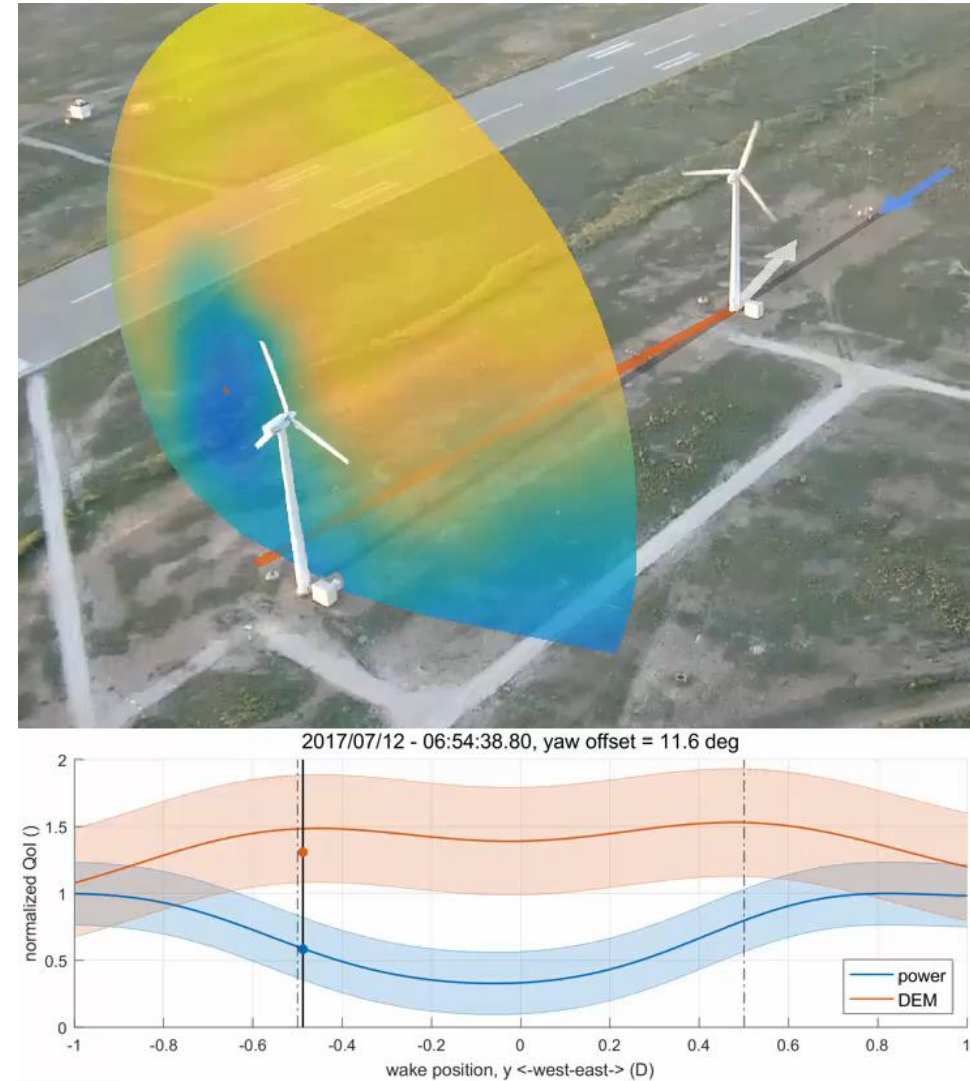 2017/07/12 - 06:54:38.80, yaw offset = 11.6 deg
2
1.5
1
0.5
0
normalized QoI ()
power
DEM
-1 -0.8 -0.6 -0.4 -0.2 0 0.2 0.4 0.6 0.8 1
wake position, y <-west-east-> (D)